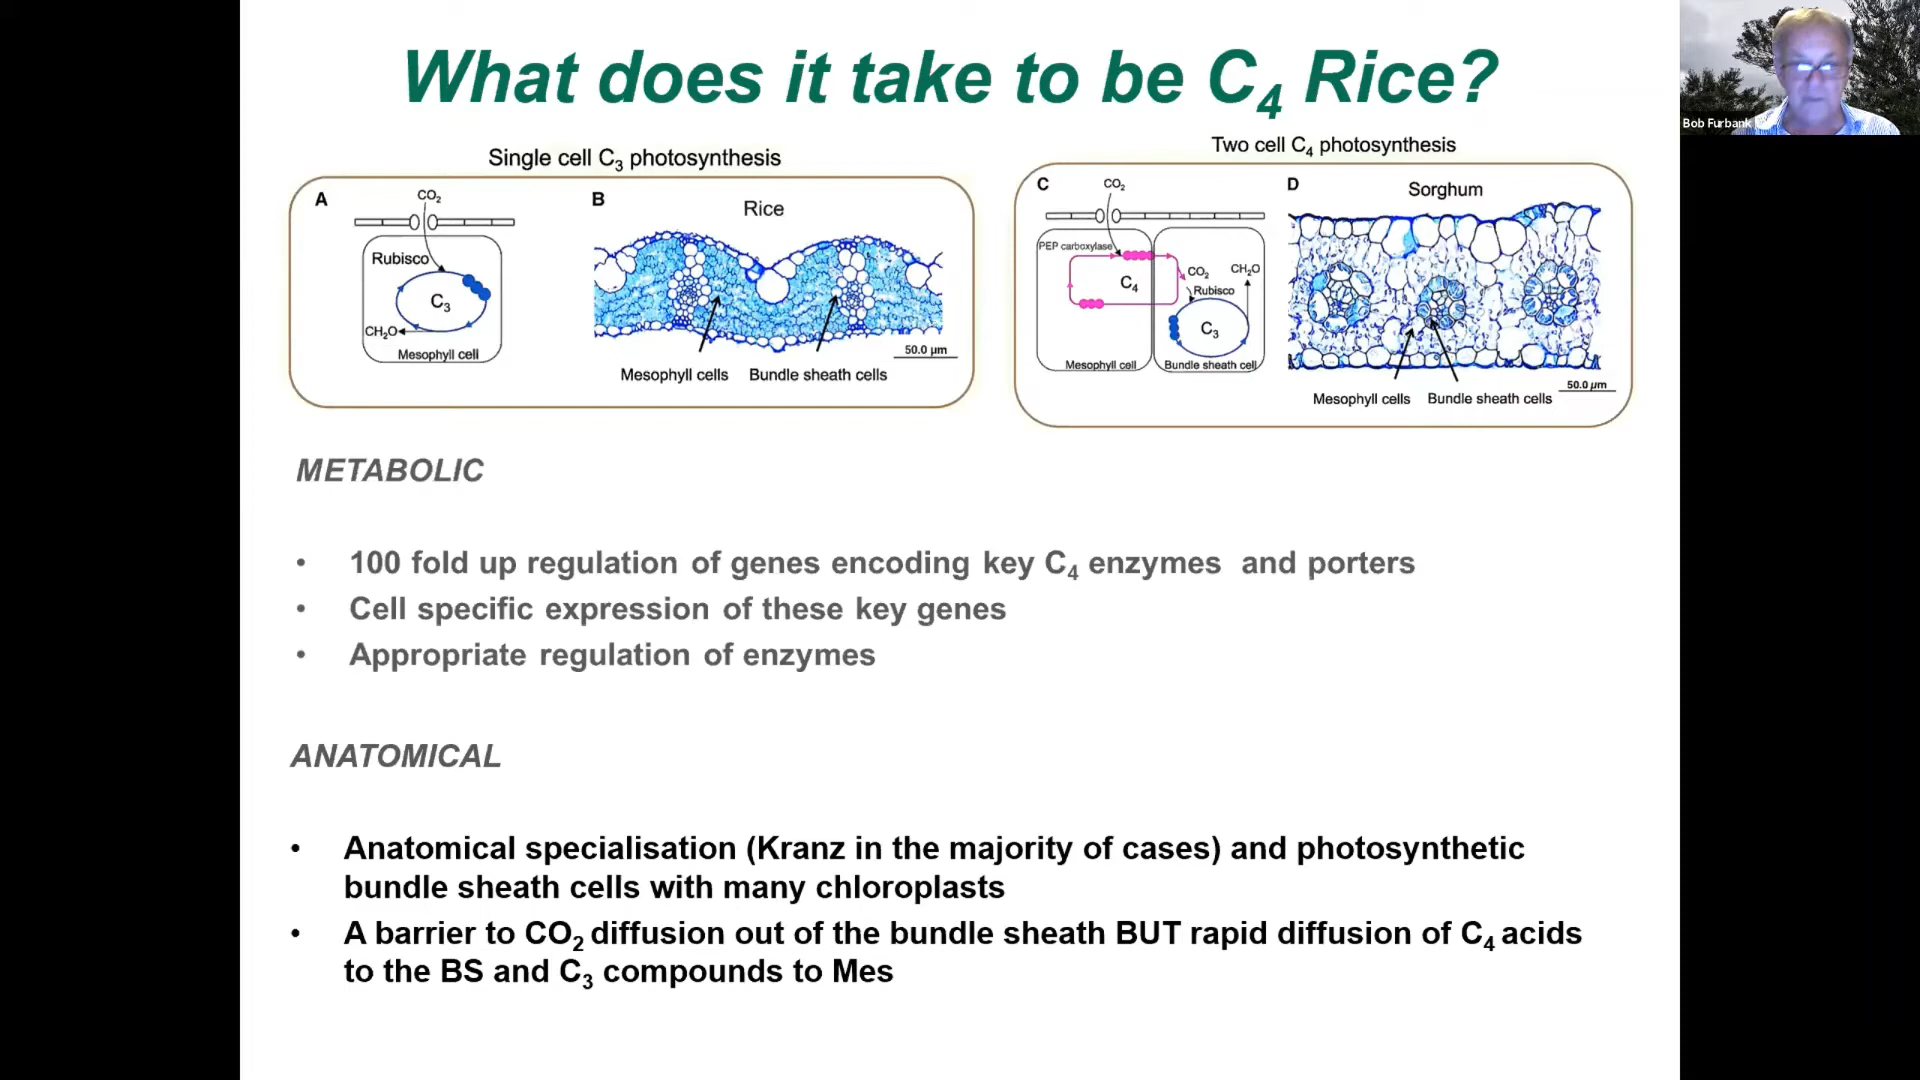 What does it take to be C₄ Rice?
Bob Furbank
Single cell C₃ photosynthesis
A
CO₂
Rubisco
C₃
CH₂O
Mesophyll cell
B
Rice
50.0 µm
Mesophyll cells
Bundle sheath cells
Two cell C₄ photosynthesis
C
CO₂
PEP carboxylase
C₄
CO₂
CH₂O
Rubisco
C₃
Mesophyll cell
Bundle sheath cell
D
Sorghum
50.0 µm
Mesophyll cells
Bundle sheath cells
METABOLIC
• 100 fold up regulation of genes encoding key C₄ enzymes and porters
• Cell specific expression of these key genes
• Appropriate regulation of enzymes
ANATOMICAL
• Anatomical specialisation (Kranz in the majority of cases) and photosynthetic
bundle sheath cells with many chloroplasts
• A barrier to CO₂ diffusion out of the bundle sheath BUT rapid diffusion of C₄ acids
to the BS and C₃ compounds to Mes